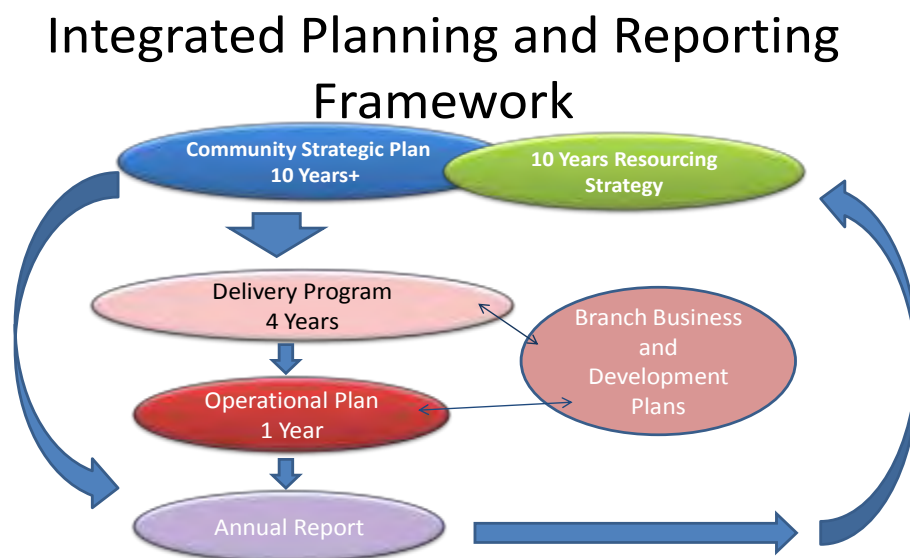 Integrated Planning and Reporting
Framework
Community Strategic Plan
10 Years+
10 Years Resourcing
Strategy
Delivery Program
4 Years
Branch Business
and
Development
Plans
Operational Plan
1 Year
Annual Report